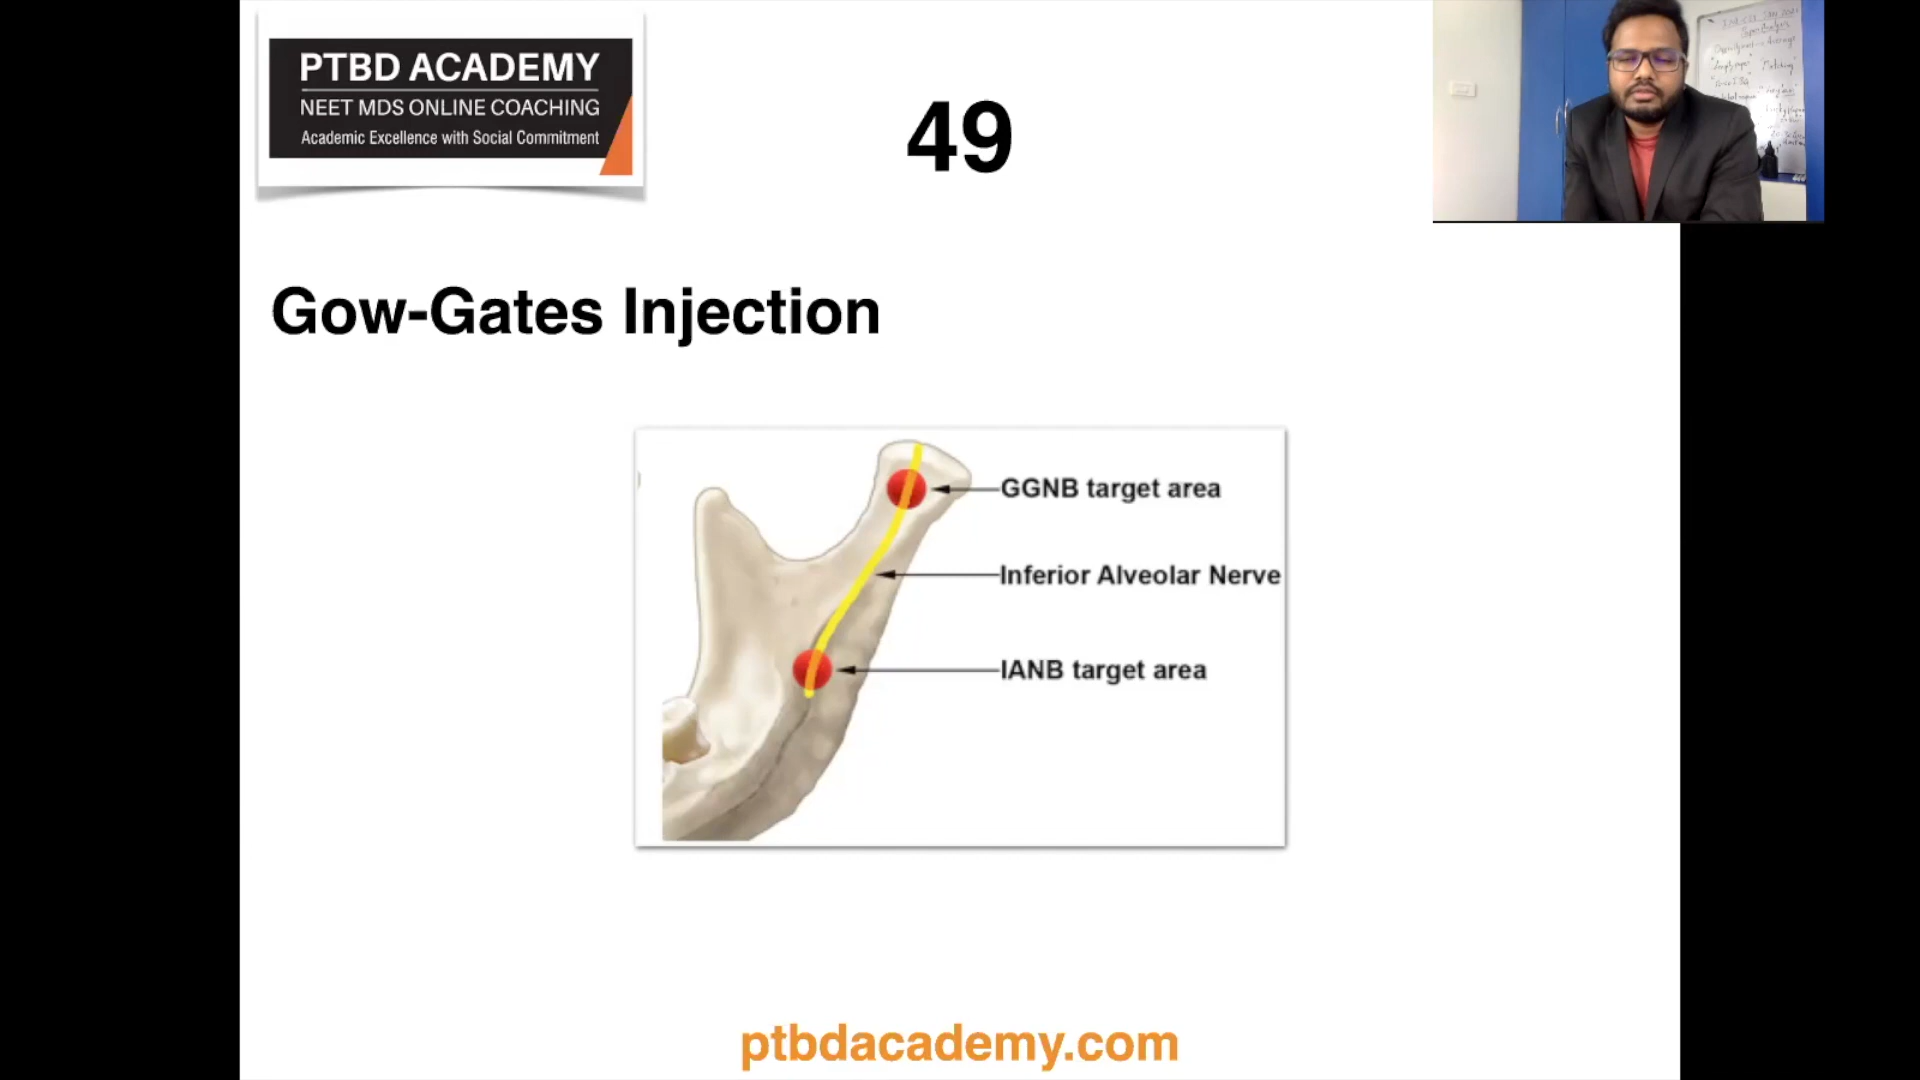 PTBD ACADEMY
NEET MDS ONLINE COACHING
Academic Excellence with Social Commitment
49
Gow-Gates Injection
GGNB target area
Inferior Alveolar Nerve
IANB target area
ptbdacademy.com